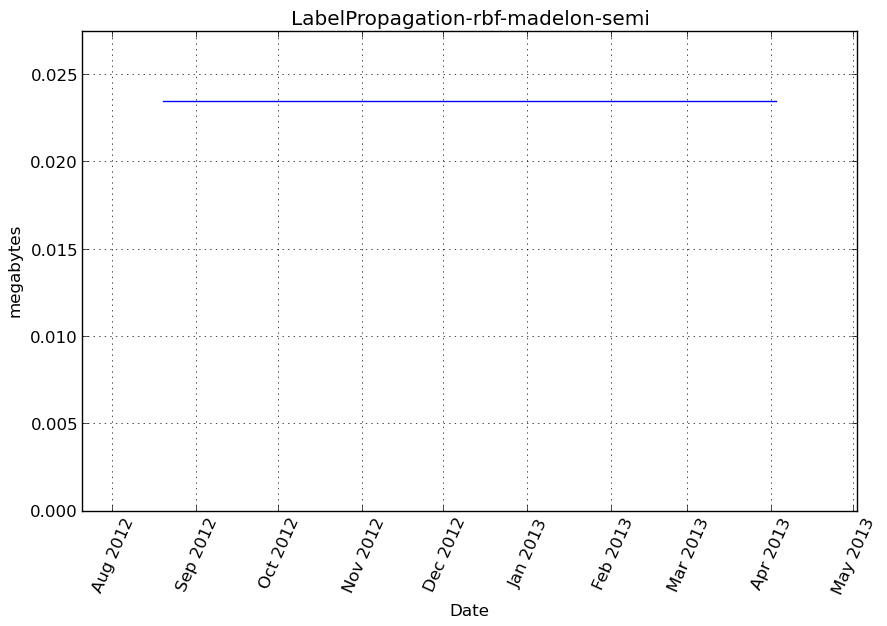 LabelPropagation-rbf-madelon-semi
0.025
0.020
0.015
0.010
0.005
0.000
megabytes
Aug 2012
Sep 2012
Oct 2012
Nov 2012
Dec 2012
Jan 2013
Feb 2013
Mar 2013
Apr 2013
May 2013
Date